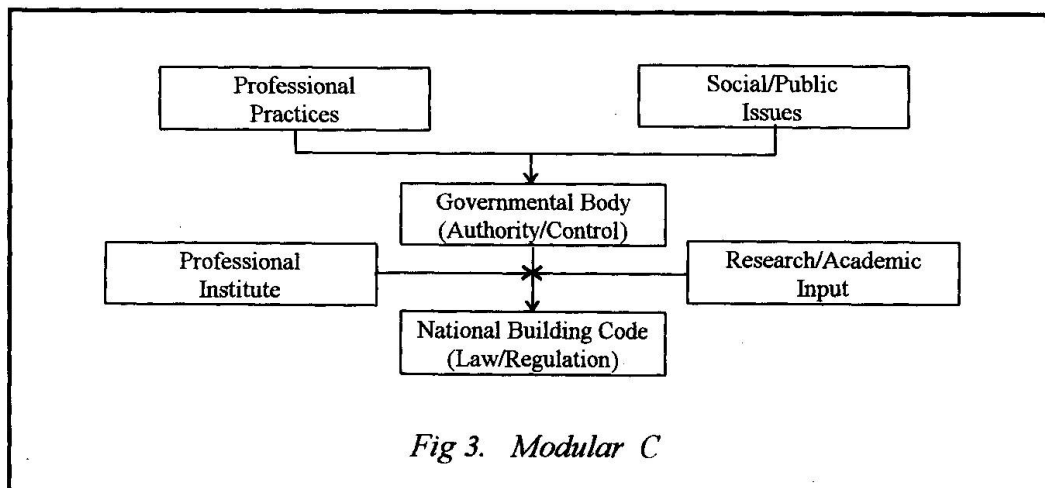 Professional
Practices
Social/Public
Issues
Governmental Body
(Authority/Control)
Professional
Institute
Research/Academic
Input
National Building Code
(Law/Regulation)
Fig 3. Modular C